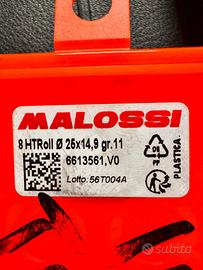 MALOSSI
8 HTRoll Ø 25x14,9 gr.11
6613561,V0
Lotto: 56T004A
PLASTICA
subito